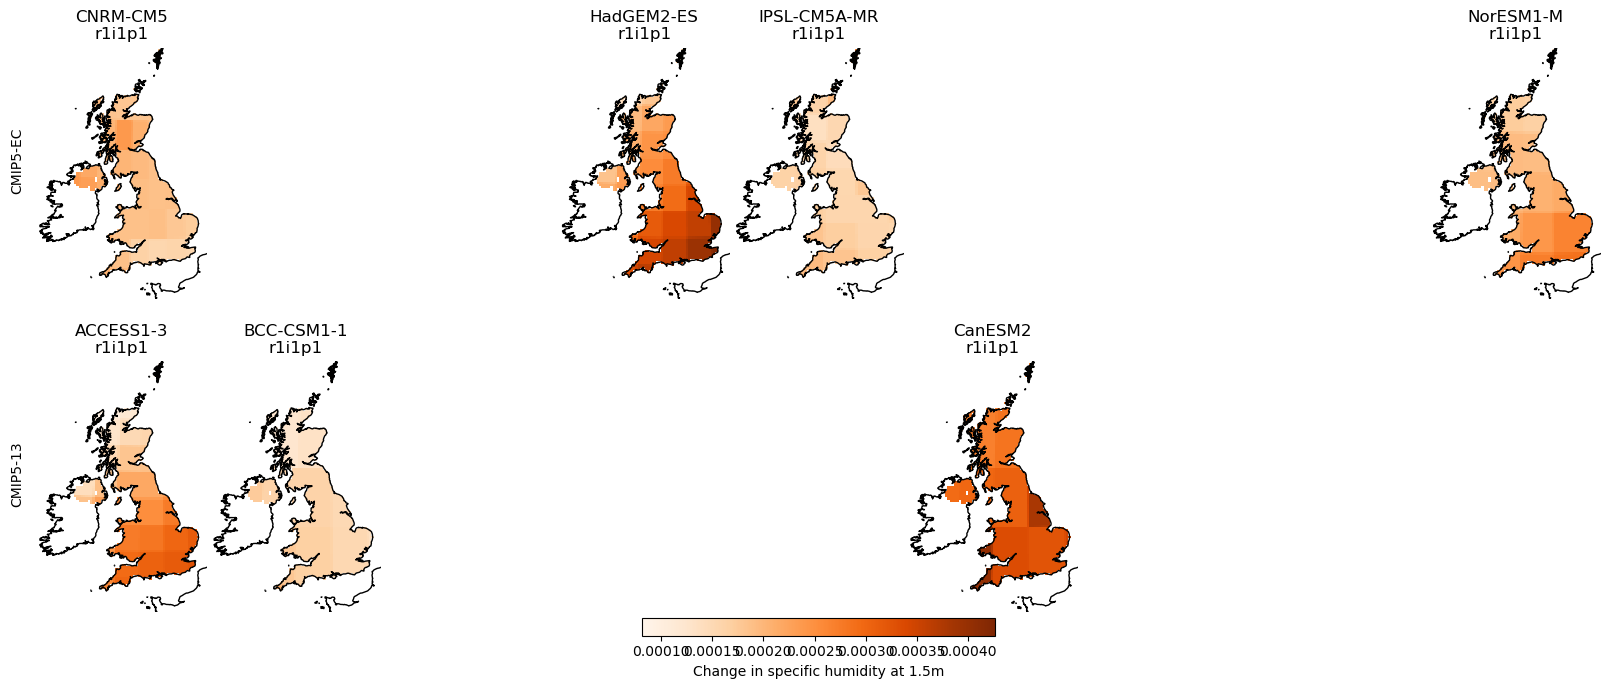 CNRM-CM5
r1i1p1
HadGEM2-ES
r1i1p1
IPSL-CM5A-MR
r1i1p1
NorESM1-M
r1i1p1
CMIP5-EC
ACCESS1-3
r1i1p1
BCC-CSM1-1
r1i1p1
CanESM2
r1i1p1
CMIP5-13
0.00010 0.00015 0.00020 0.00025 0.00030 0.00035 0.00040
Change in specific humidity at 1.5m